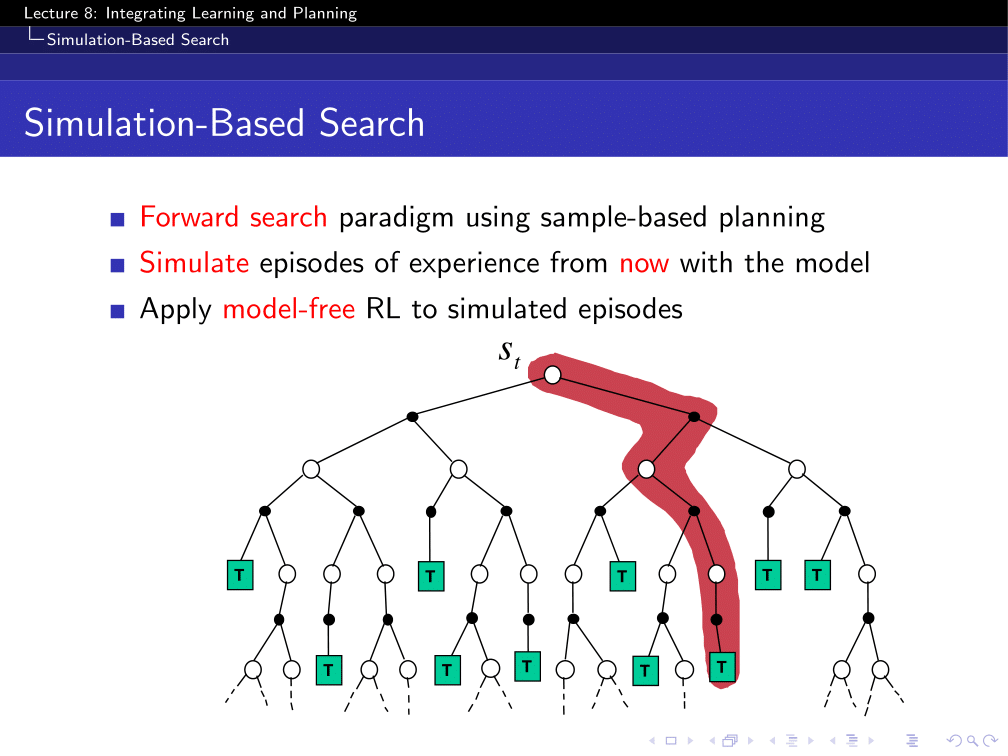 Lecture 8: Integrating Learning and Planning
Simulation-Based Search
Simulation-Based Search
Forward search paradigm using sample-based planning
Simulate episodes of experience from now with the model
Apply model-free RL to simulated episodes
st
T T T T T
T T T T T